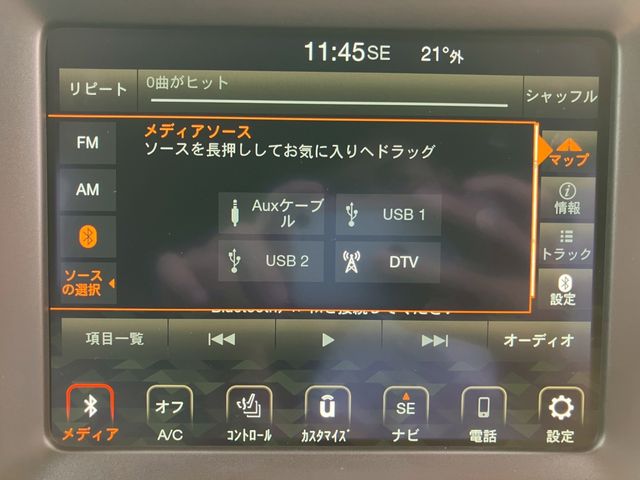 11:45SE 21°外
リピート
0曲がヒット
シャッフル
メディアソース
ソースを長押ししてお気に入りへドラッグ
FM
AM
ソース
の選択
Auxケーブ
ル
USB 1
USB 2
DTV
マップ
情報
トラック
設定
項目一覧
オーディオ
メディア
オフ
A/C
コントロール
カスタマイズ
SE
ナビ
電話
設定